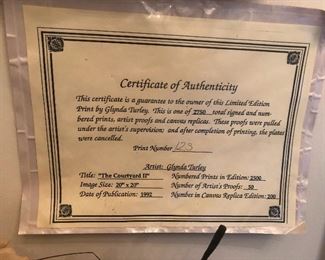 Certificate of Authenticity
This certificate is a guarantee to the owner of this Limited Edition
Print by Glynda Turley. This is one of 2750 total signed and num-
bered prints, artist proofs and canvas replicas. These proofs were pulled
under the artist's supervision; and after completion of printing, the plates
were cancelled.
Print Number 623
Artist: Glynda Turley
Title: "The Courtyard II" Numbered Prints in Edition: 2500
Image Size: 20" x 20" Number of Artist's Proofs: 50
Date of Publication: 1992 Number in Canvas Replica Edition: 200